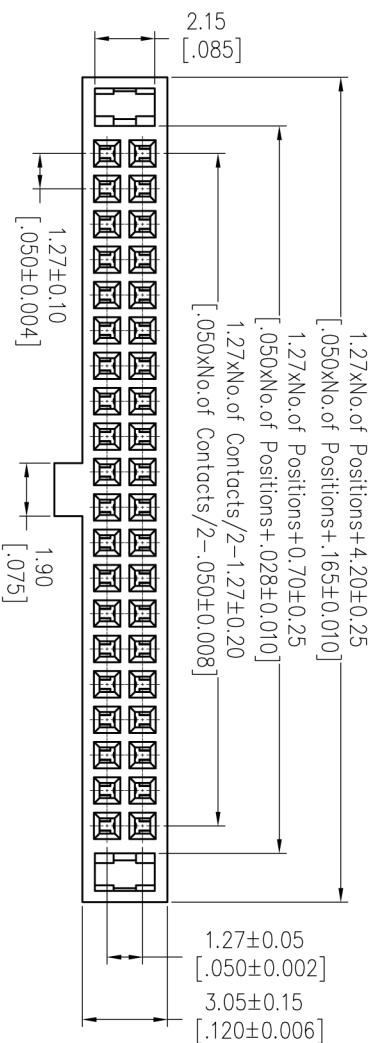 2.15
[.085]
1.27xNo.of Positions+4.20±0.25
[.050xNo.of Positions+.165±0.010]
1.27xNo.of Positions+0.70±0.25
[.050xNo.of Positions+.028±0.010]
1.27xNo.of Contacts/2-1.27±0.20
[.050xNo.of Contacts/2-.050±0.008]
1.27±0.10
[.050±0.004]
1.90
[.075]
1.27±0.05
[.050±0.002]
3.05±0.15
[.120±0.006]